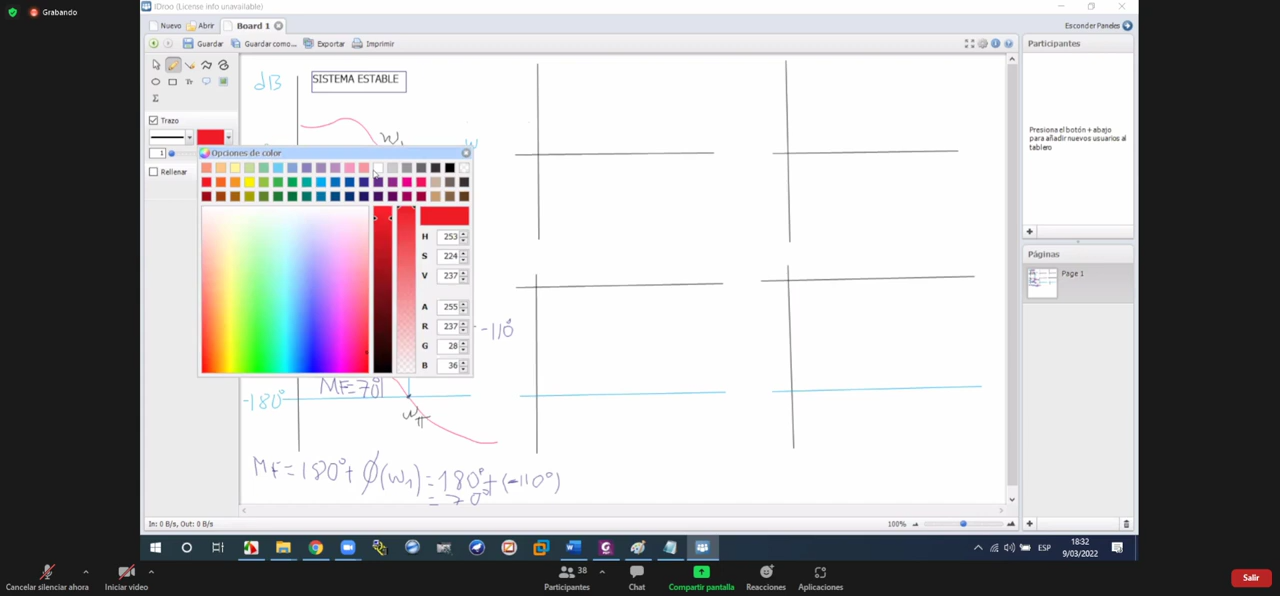 Grabando
IDroo (License info unavailable)
Nuevo Abrir Board 1
Esconder Paneles
Guardar Guardar como... Exportar Imprimir
Participantes
Presiona el botón + abajo
para añadir nuevos usuarios al
tablero
Páginas
Page 1
Trazo
1
Rellenar
dB
SISTEMA ESTABLE
W1
W
Opciones de color
H 253
S 224
V 237
A 255
R 237
G 28
B 36
-110°
MF=70°
-180°
Wπ
MF=180°+ φ(W1) =180°+(-110°)
= 70°
In: 0 B/s, Out: 0 B/s
100%
ESP
18:32
9/03/2022
Cancelar silenciar ahora
Iniciar video
38
Participantes
Chat
Compartir pantalla
Reacciones
Aplicaciones
Salir